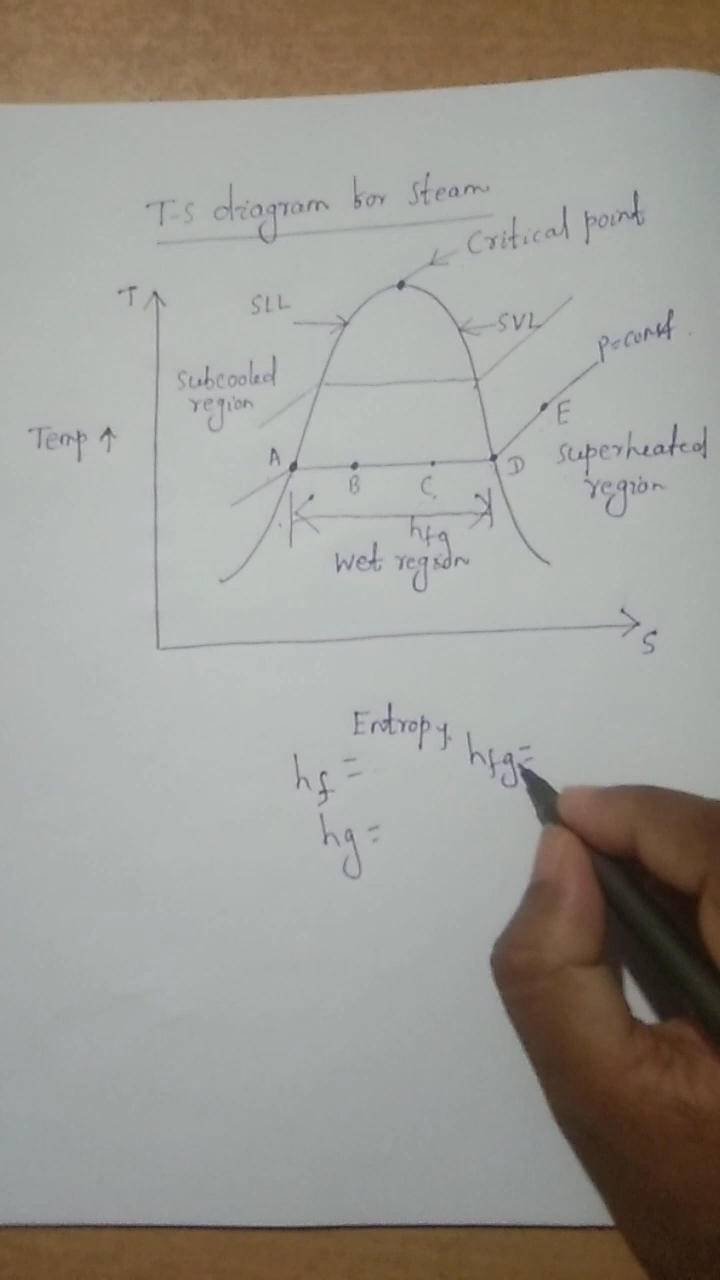 T-S diagram for steam
Critical point
T
SLL
SVL
P=const.
subcooled
region
E
Temp ↑
A
B
C
D
superheated
region
hfg
wet region
S
Entropy
hf =
hfg=
hg=